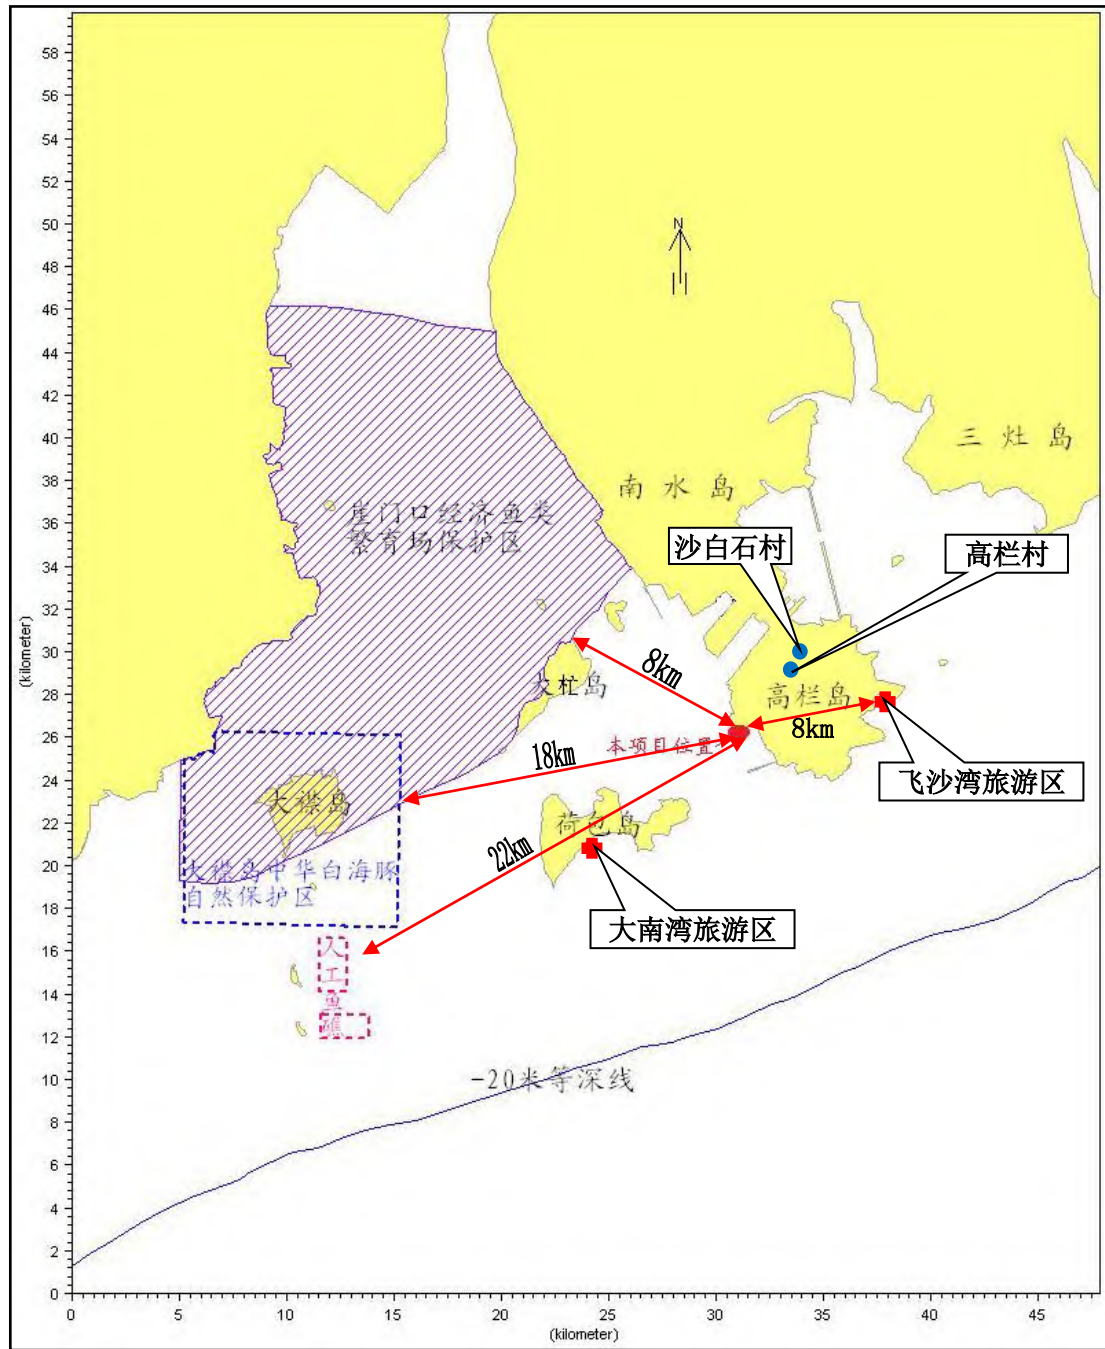 58
56
54
52
50
48
46
44
42
40
38
36
34
32
30
28
26
24
22
20
18
16
14
12
10
8
6
4
2
0
(kilometer)
N
三灶岛
南水岛
崖门口经济鱼类
繁育场保护区
沙白石村
高栏村
8km
大杧岛
高栏岛
8km
本项目位置
18km
飞沙湾旅游区
大襟岛
荷包岛
22km
大襟岛中华白海豚
自然保护区
大南湾旅游区
人工鱼礁
-20米等深线
0 5 10 15 20 25 30 35 40 45
(kilometer)